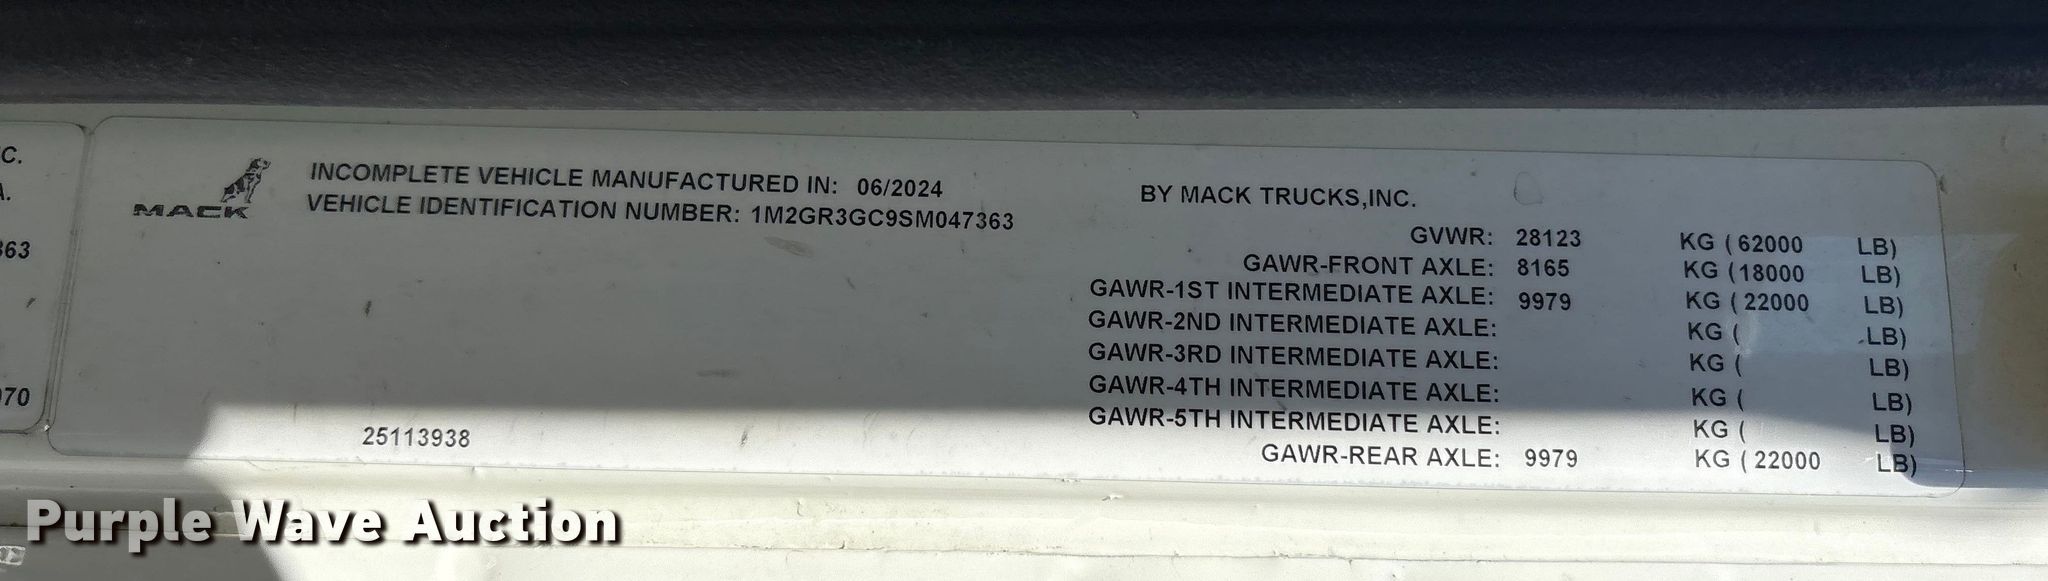 C.
A.
363
970
MACK
INCOMPLETE VEHICLE MANUFACTURED IN: 06/2024
VEHICLE IDENTIFICATION NUMBER: 1M2GR3GC9SM047363
BY MACK TRUCKS,INC.
GVWR: 28123 KG ( 62000 LB)
GAWR-FRONT AXLE: 8165 KG ( 18000 LB)
GAWR-1ST INTERMEDIATE AXLE: 9979 KG ( 22000 LB)
GAWR-2ND INTERMEDIATE AXLE: KG ( LB)
GAWR-3RD INTERMEDIATE AXLE: KG ( LB)
GAWR-4TH INTERMEDIATE AXLE: KG ( LB)
GAWR-5TH INTERMEDIATE AXLE: KG ( LB)
GAWR-REAR AXLE: 9979 KG ( 22000 LB)
25113938
Purple Wave Auction